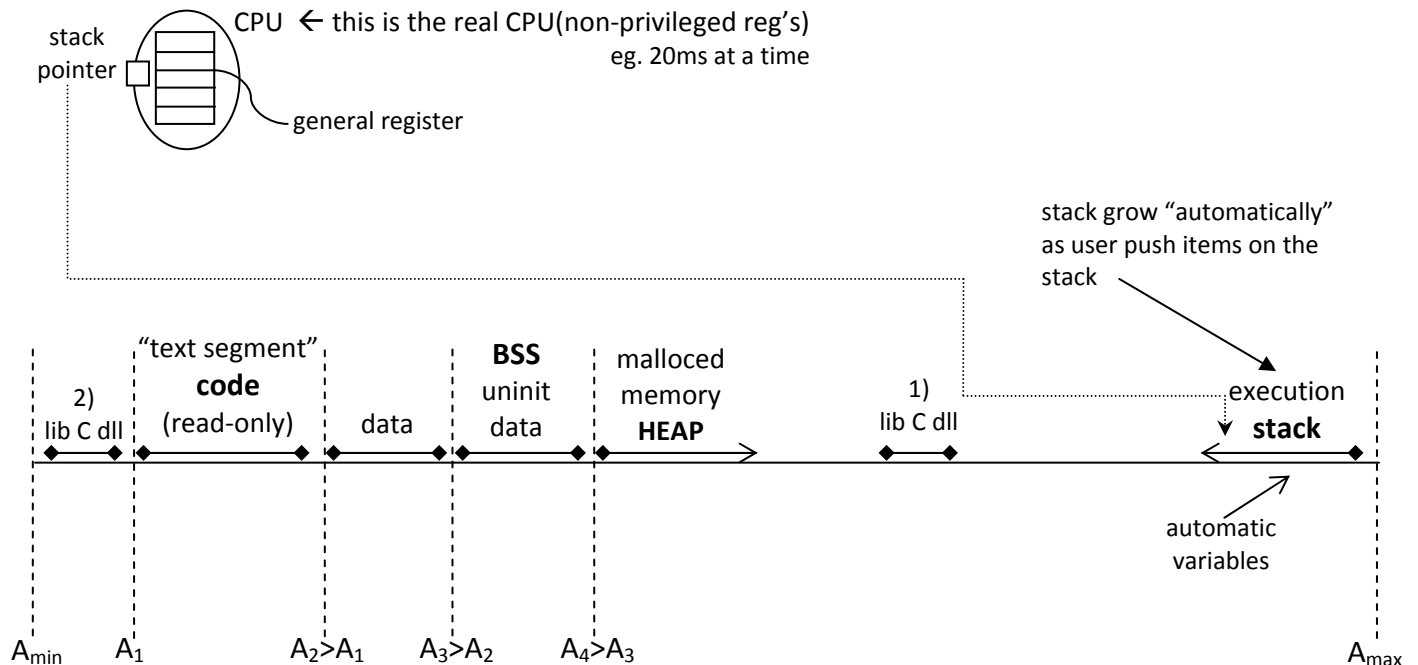 CPU ← this is the real CPU(non-privileged reg’s)
eg. 20ms at a time
stack
pointer
general register
stack grow “automatically”
as user push items on the
stack
2)
lib C dll
“text segment”
code
(read-only)
data
BSS
uninit
data
malloced
memory
HEAP
1)
lib C dll
execution
stack
automatic
variables
Amin
A1
A2>A1
A3>A2
A4>A3
Amax